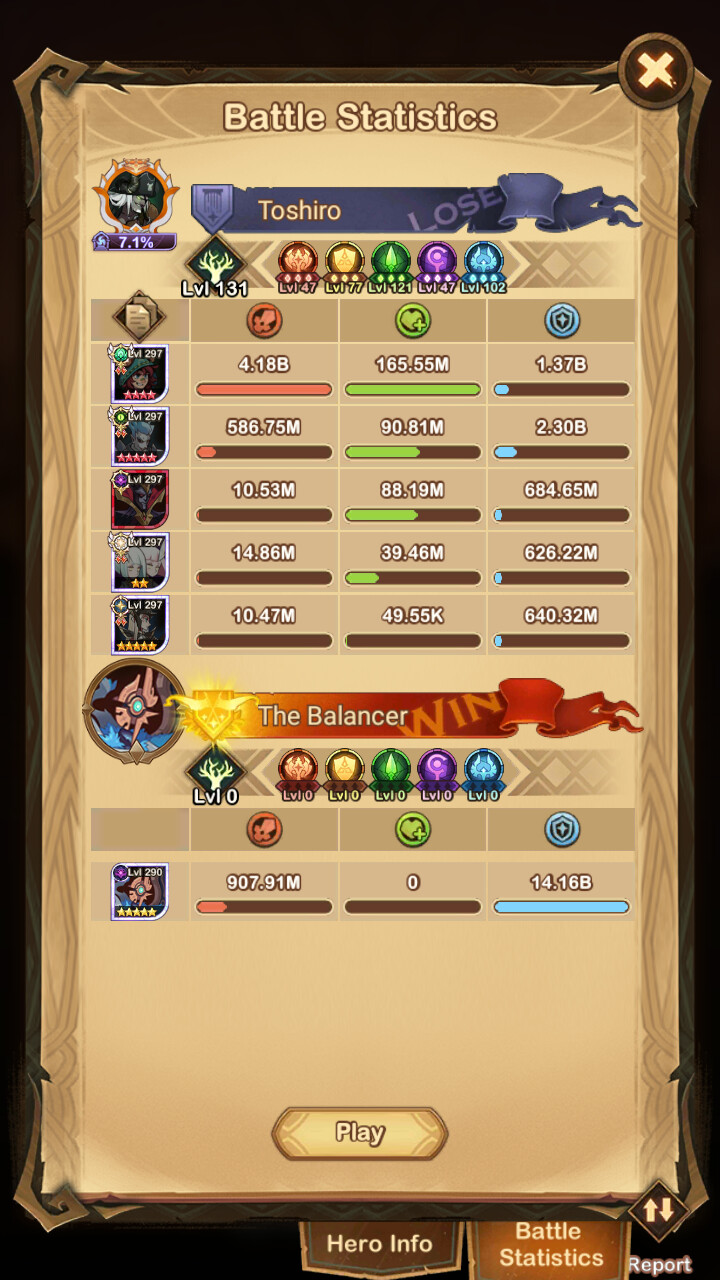 Battle Statistics
Toshiro
LOSE
7.1%
Lvl 131
Lvl 47 Lvl 77 Lvl 121 Lvl 47 Lvl 102
Lvl 297
4.18B 165.55M 1.37B
Lvl 297
586.75M 90.81M 2.30B
Lvl 297
10.53M 88.19M 684.65M
Lvl 297
14.86M 39.46M 626.22M
Lvl 297
10.47M 49.55K 640.32M
The Balancer
WIN
Lvl 0
Lvl 0 Lvl 0 Lvl 0 Lvl 0 Lvl 0
Lvl 290
907.91M 0 14.16B
Play
Hero Info
Battle
Statistics
Report